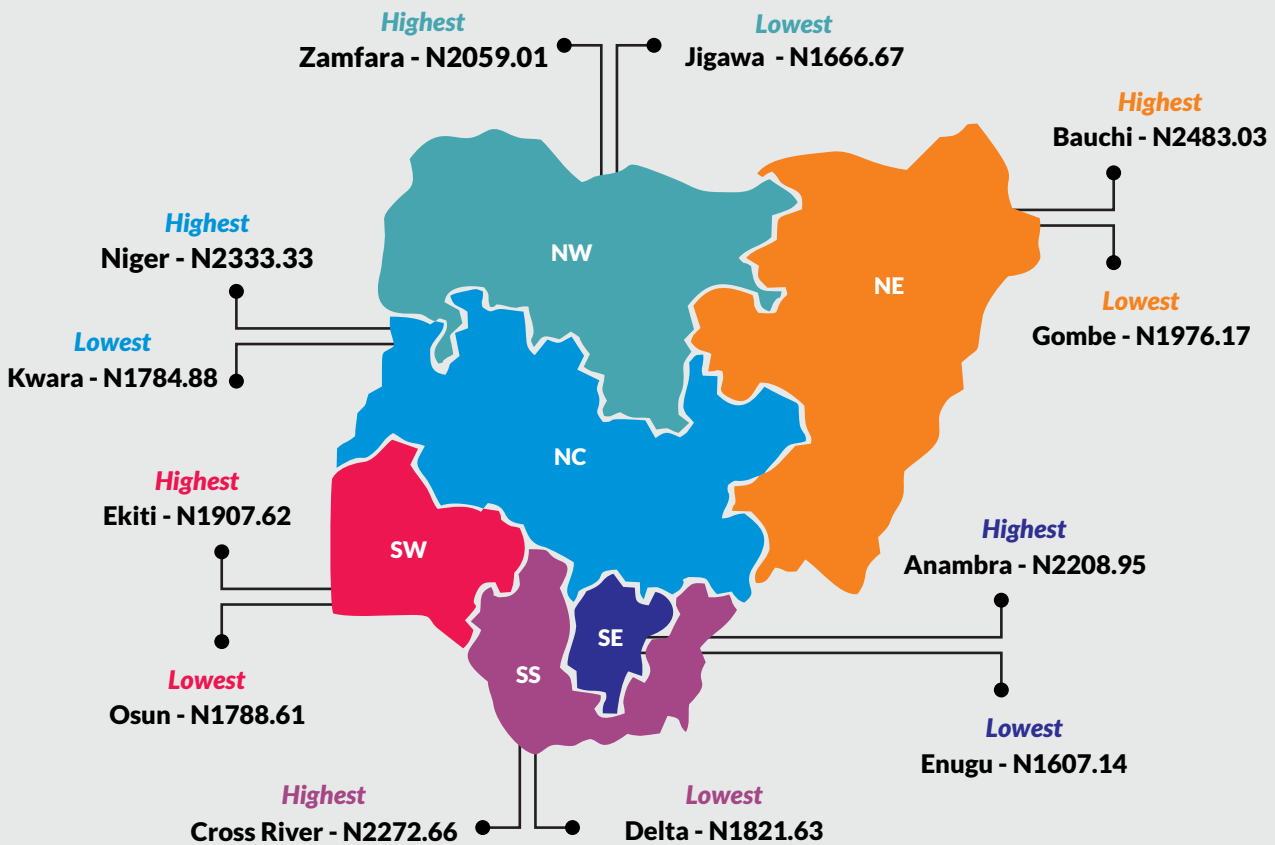 Highest
Zamfara - N2059.01
Lowest
Jigawa - N1666.67
Highest
Bauchi - N2483.03
Lowest
Gombe - N1976.17
Highest
Niger - N2333.33
Lowest
Kwara - N1784.88
NW
NE
NC
Highest
Ekiti - N1907.62
Lowest
Osun - N1788.61
SW
Highest
Anambra - N2208.95
Lowest
Enugu - N1607.14
SE
SS
Highest
Cross River - N2272.66
Lowest
Delta - N1821.63